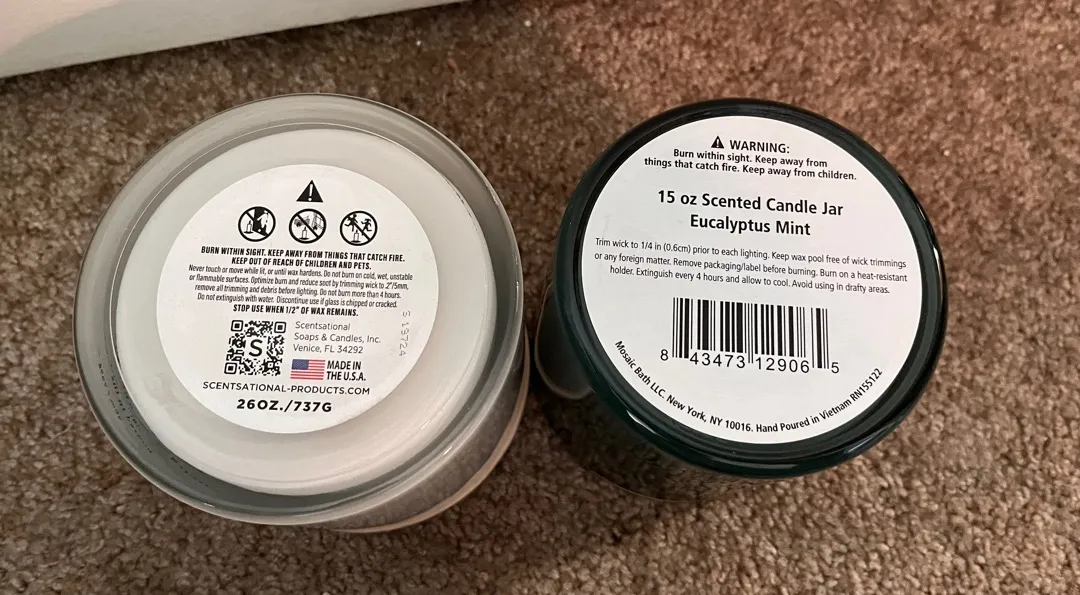 BURN WITHIN SIGHT. KEEP AWAY FROM THINGS THAT CATCH FIRE.
KEEP OUT OF REACH OF CHILDREN AND PETS.
Never touch or move while lit, or until wax hardens. Do not burn on cold, wet, unstable
or flammable surfaces. Optimize burn and reduce soot by trimming wick to .2"/5mm,
remove all trimming and debris before lighting. Do not burn more than 4 hours.
Do not extinguish with water. Discontinue use if glass is chipped or cracked.
STOP USE WHEN 1/2" OF WAX REMAINS.
S
Scentsational
Soaps & Candles, Inc.
Venice, FL 34292
MADE IN
THE U.S.A.
SCENTSATIONAL-PRODUCTS.COM
26OZ./737G
WARNING:
Burn within sight. Keep away from
things that catch fire. Keep away from children.
15 oz Scented Candle Jar
Eucalyptus Mint
Trim wick to 1/4 in (0.6cm) prior to each lighting. Keep wax pool free of wick trimmings
or any foreign matter. Remove packaging/label before burning. Burn on a heat-resistant
holder. Extinguish every 4 hours and allow to cool. Avoid using in drafty areas.
8 43473 12906 5
Mosaic Bath LLC. New York, NY 10016. Hand Poured in Vietnam RN155122